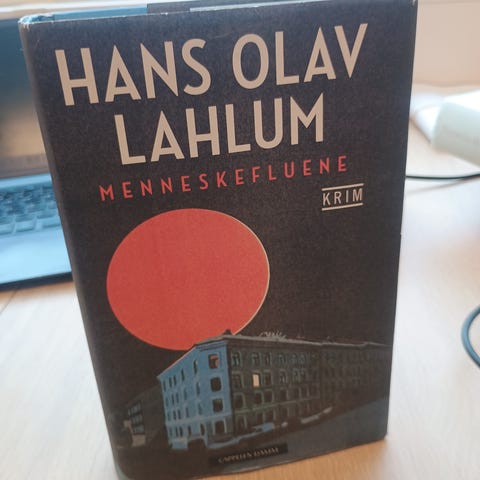 HANS OLAV
LAHLUM
MENNESKEFLUENE
KRIM
CAPPELEN DAMM